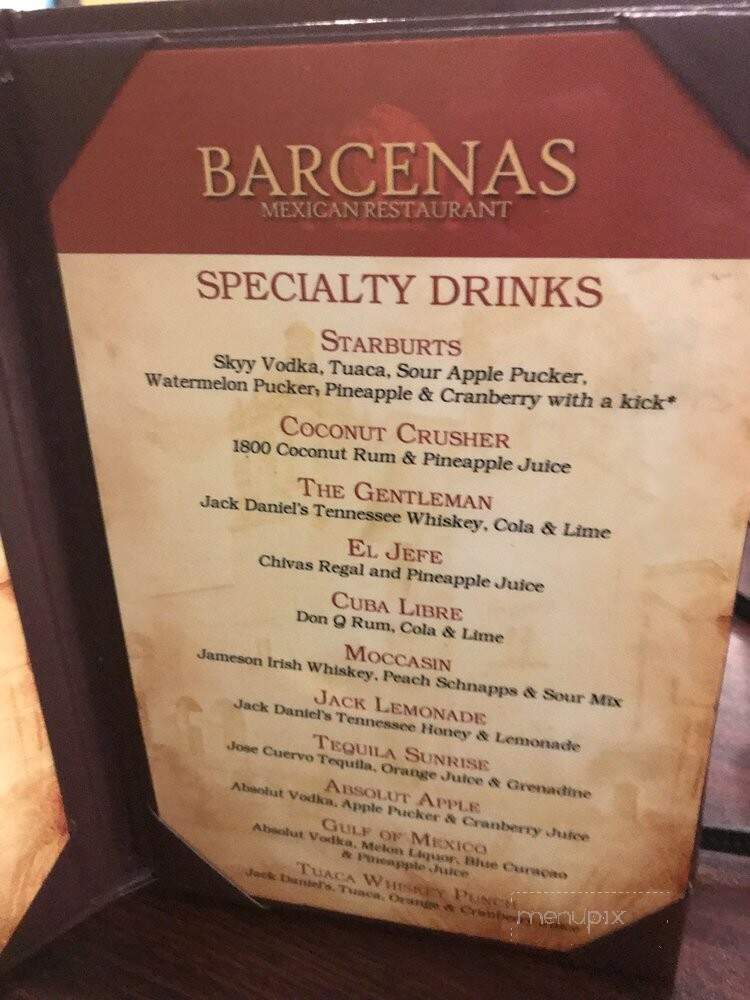 BARCENAS
MEXICAN RESTAURANT
SPECIALTY DRINKS
STARBURTS
Skyy Vodka, Tuaca, Sour Apple Pucker,
Watermelon Pucker, Pineapple & Cranberry with a kick*
COCONUT CRUSHER
1800 Coconut Rum & Pineapple Juice
THE GENTLEMAN
Jack Daniel's Tennessee Whiskey, Cola & Lime
EL JEFE
Chivas Regal and Pineapple Juice
CUBA LIBRE
Don Q Rum, Cola & Lime
MOCCASIN
Jameson Irish Whiskey, Peach Schnapps & Sour Mix
JACK LEMONADE
Jack Daniel's Tennessee Honey & Lemonade
TEQUILA SUNRISE
Jose Cuervo Tequila, Orange Juice & Grenadine
ABSOLUT APPLE
Absolut Vodka, Apple Pucker & Cranberry Juice
GULF OF MEXICO
Absolut Vodka, Melon Liquor, Blue Curaçao
& Pineapple Juice
TUACA WHISKEY PUNCH
Jack Daniel's, Tuaca, Orange & Cranberry Juice
menupix